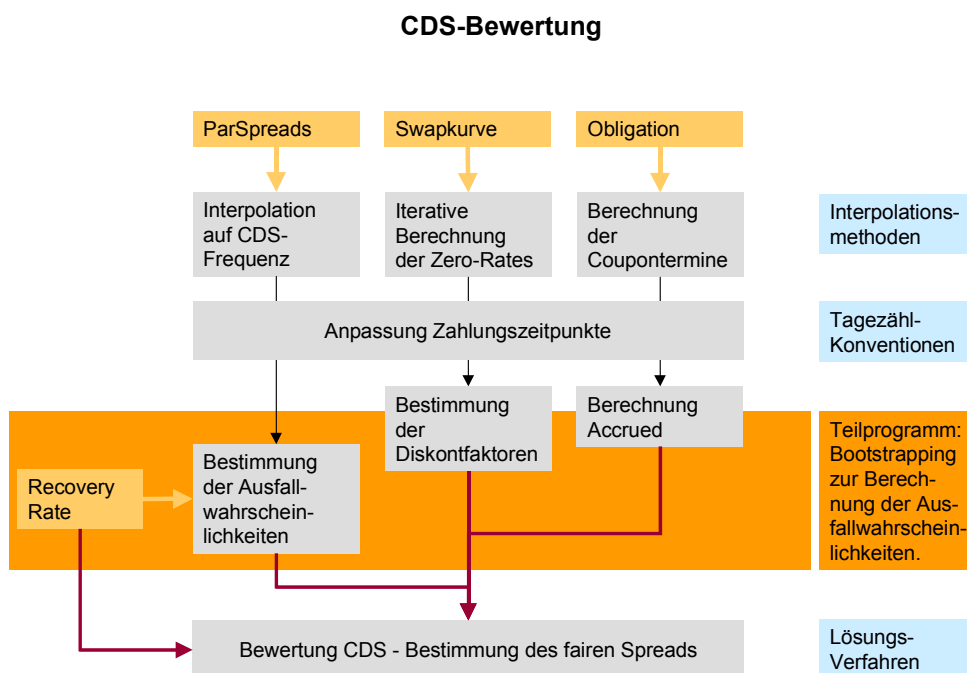 CDS-Bewertung
ParSpreads
Swapkurve
Obligation
Interpolation
auf CDS-
Frequenz
Iterative
Berechnung
der Zero-Rates
Berechnung
der
Coupontermine
Interpolations-
methoden
Anpassung Zahlungszeitpunkte
Tagezähl-
Konventionen
Bestimmung
der
Diskontfaktoren
Berechnung
Accrued
Teilprogramm:
Bootstrapping
zur Berech-
nung der Aus-
fallwahrschein-
lichkeiten.
Recovery
Rate
Bestimmung
der Ausfall-
wahrschein-
lichkeiten
Bewertung CDS - Bestimmung des fairen Spreads
Lösungs-
Verfahren